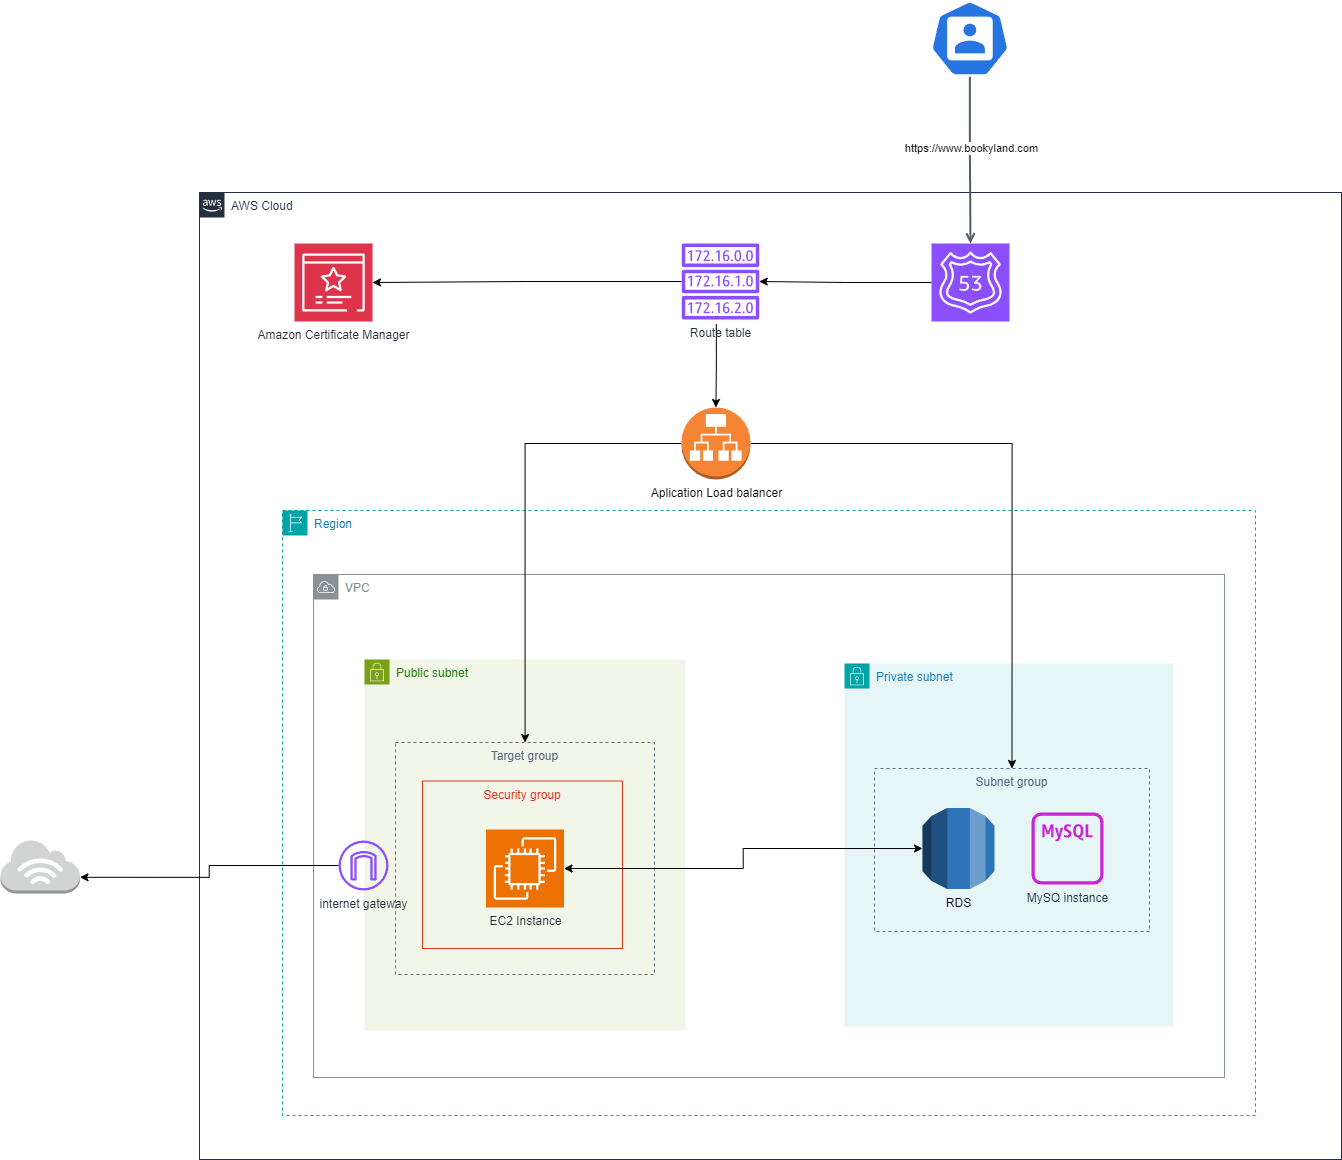 https://www.bookyland.com
aws
AWS Cloud
172.16.0.0
172.16.1.0
172.16.2.0
53
Amazon Certificate Manager
Route table
Aplication Load balancer
Region
VPC
Public subnet
Private subnet
Target group
Subnet group
Security group
MySQL
internet gateway
EC2 Instance
RDS
MySQ instance